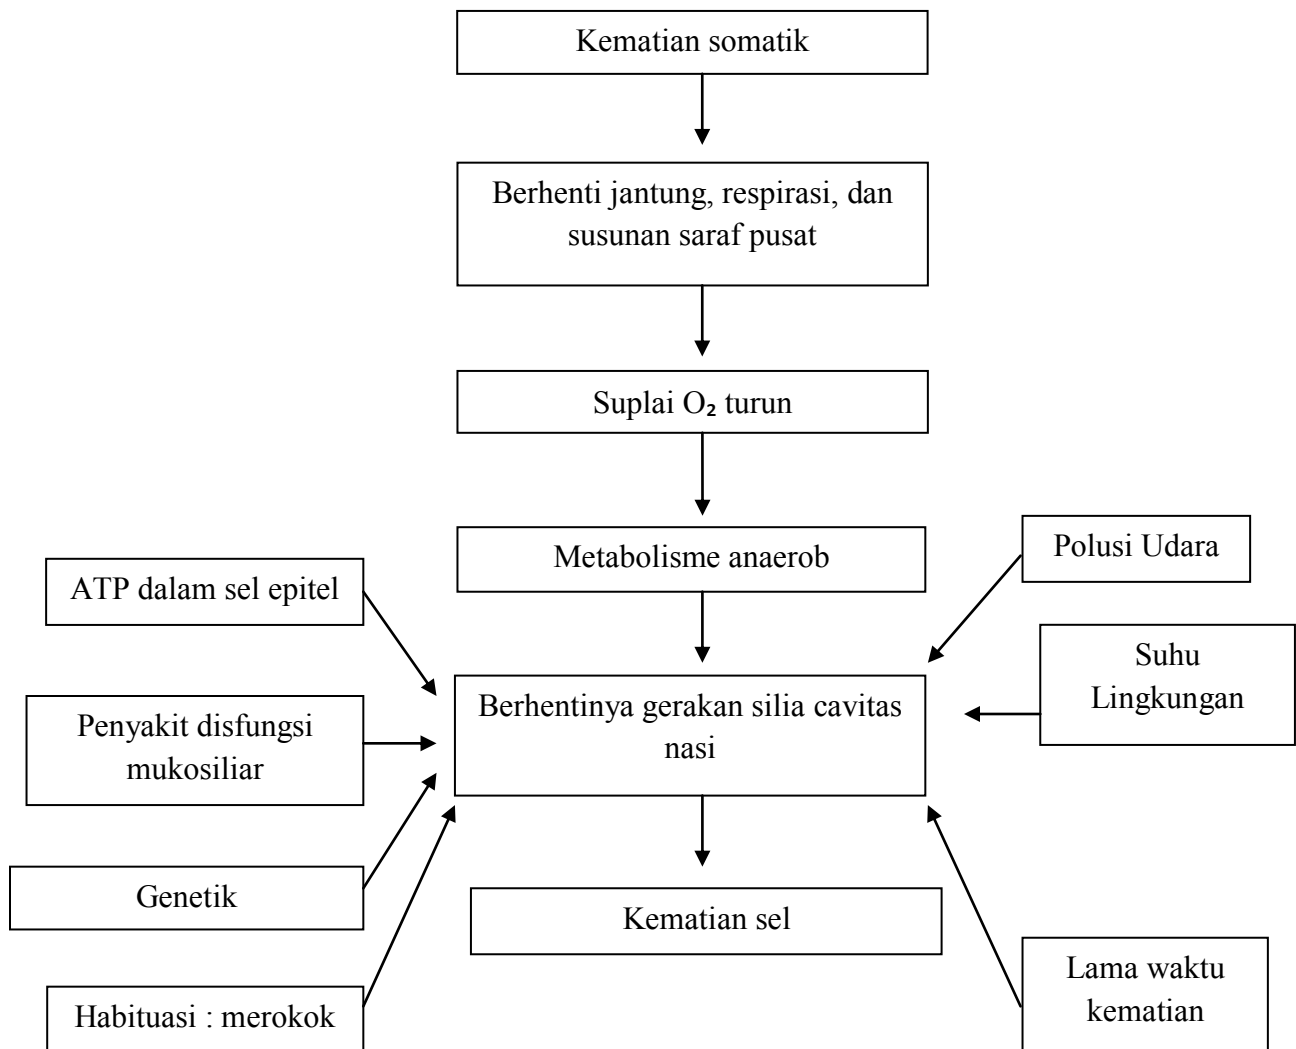 Kematian somatik
Berhenti jantung, respirasi, dan
susunan saraf pusat
Suplai O₂ turun
Metabolisme anaerob
Polusi Udara
ATP dalam sel epitel
Suhu
Lingkungan
Penyakit disfungsi
mukosiliar
Berhentinya gerakan silia cavitas
nasi
Genetik
Kematian sel
Habituasi : merokok
Lama waktu
kematian